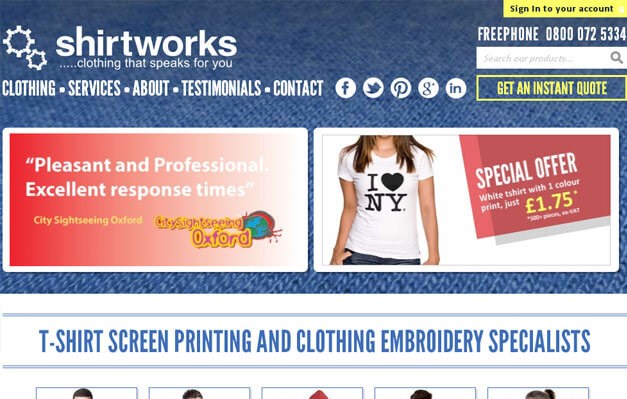 Sign In to your account
shirtworks
.....clothing that speaks for you
FREEPHONE 0800 072 5334
Search our products...
CLOTHING ▪ SERVICES ▪ ABOUT ▪ TESTIMONIALS ▪ CONTACT
GET AN INSTANT QUOTE
“Pleasant and Professional.
Excellent response times”
City Sightseeing Oxford
CitySightseeing
Oxford
I ♥
NY.
SPECIAL OFFER
White tshirt with 1 colour
print, just £1.75*
*500+ pieces, ex-VAT
T-SHIRT SCREEN PRINTING AND CLOTHING EMBROIDERY SPECIALISTS